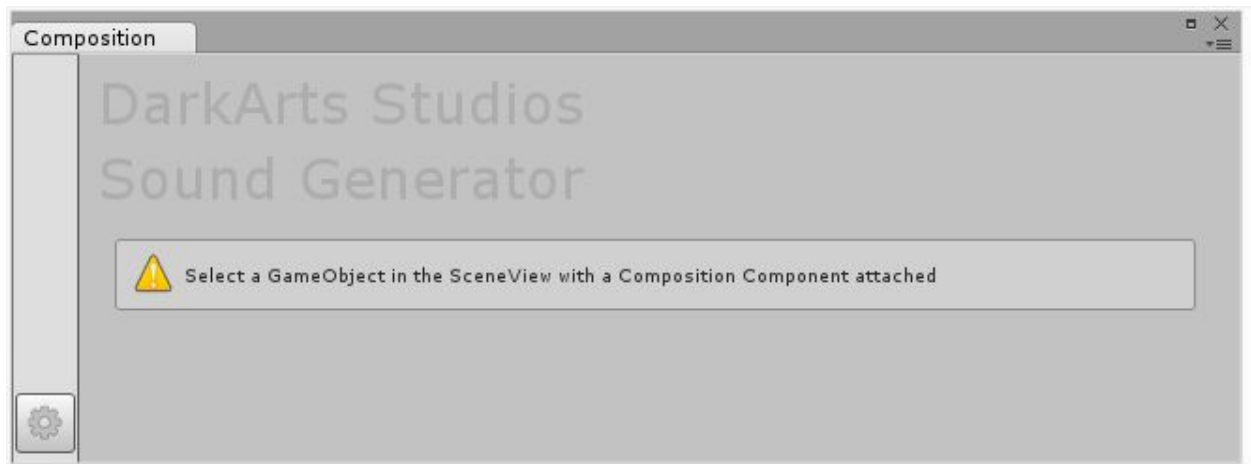 Composition
DarkArts Studios
Sound Generator
Select a GameObject in the SceneView with a Composition Component attached